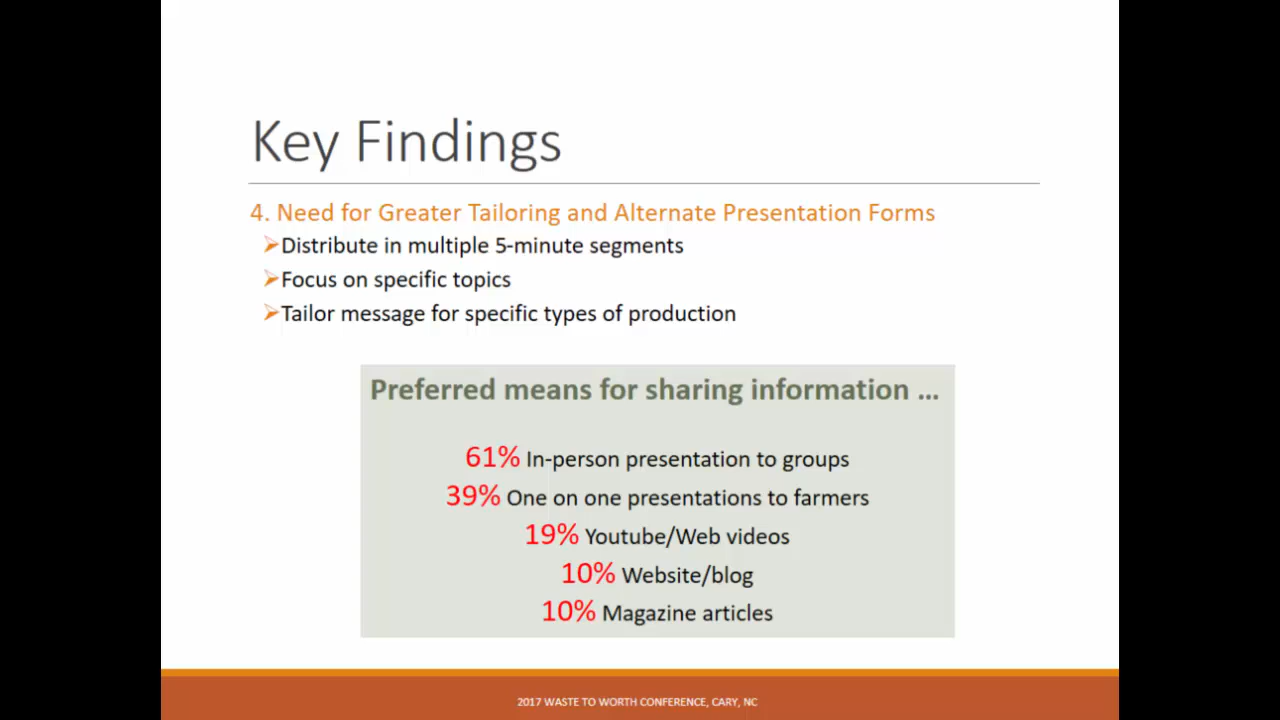 Key Findings
4. Need for Greater Tailoring and Alternate Presentation Forms
➢Distribute in multiple 5-minute segments
➢Focus on specific topics
➢Tailor message for specific types of production
Preferred means for sharing information ...
61% In-person presentation to groups
39% One on one presentations to farmers
19% Youtube/Web videos
10% Website/blog
10% Magazine articles
2017 WASTE TO WORTH CONFERENCE, CARY, NC